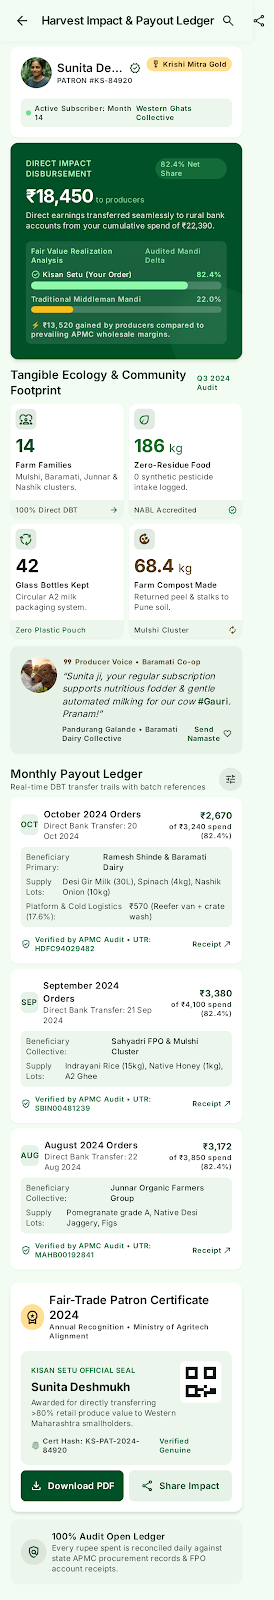 Harvest Impact & Payout Ledger
Sunita De...
Krishi Mitra Gold
PATRON #KS-84920
Active Subscriber: Month 14
Western Ghats Collective
DIRECT IMPACT DISBURSEMENT
82.4% Net Share
₹18,450 to producers
Direct earnings transferred seamlessly to rural bank
accounts from your cumulative spend of ₹22,390.
Fair Value Realization Analysis
Audited Mandi Delta
Kisan Setu (Your Order)
82.4%
Traditional Middleman Mandi
22.0%
⚡ ₹13,520 gained by producers compared to
prevailing APMC wholesale margins.
Tangible Ecology & Community Footprint
Q3 2024 Audit
14
Farm Families
Mulshi, Baramati, Junnar &
Nashik clusters.
100% Direct DBT
186 kg
Zero-Residue Food
0 synthetic pesticide
intake logged.
NABL Accredited
42
Glass Bottles Kept
Circular A2 milk
packaging system.
Zero Plastic Pouch
68.4 kg
Farm Compost Made
Returned peel & stalks to
Pune soil.
Mulshi Cluster
Producer Voice • Baramati Co-op
"Sunita ji, your regular subscription
supports nutritious fodder & gentle
automated milking for our cow #Gauri.
Pranam!"
Pandurang Galande • Baramati
Dairy Collective
Send Namaste
Monthly Payout Ledger
Real-time DBT transfer trails with batch references
OCT
October 2024 Orders
Direct Bank Transfer: 20
Oct 2024
₹2,670
of ₹3,240 spend
(82.4%)
Beneficiary Primary:
Ramesh Shinde & Baramati Dairy
Supply Lots:
Desi Gir Milk (30L), Spinach (4kg), Nashik Onion (10kg)
Platform & Cold Logistics (17.6%):
₹570 (Reefer van + crate wash)
Verified by APMC Audit • UTR:
HDFC94029482
Receipt ↗
SEP
September 2024
Orders
Direct Bank Transfer: 21 Sep
2024
₹3,380
of ₹4,100 spend
(82.4%)
Beneficiary Collective:
Sahyadri FPO & Mulshi Cluster
Supply Lots:
Indrayani Rice (15kg), Native Honey (1kg), A2 Ghee
Verified by APMC Audit • UTR:
SBIN00481239
Receipt ↗
AUG
August 2024 Orders
Direct Bank Transfer: 22
Aug 2024
₹3,172
of ₹3,850 spend
(82.4%)
Beneficiary Collective:
Junnar Organic Farmers Group
Supply Lots:
Pomegranate grade A, Native Desi Jaggery, Figs
Verified by APMC Audit • UTR:
MAHB00192841
Receipt ↗
Fair-Trade Patron Certificate
2024
Annual Recognition • Ministry of Agritech
Alignment
KISAN SETU OFFICIAL SEAL
Sunita Deshmukh
Awarded for directly transferring
>80% retail produce value to Western
Maharashtra smallholders.
Cert Hash: KS-PAT-2024-84920
Verified Genuine
Download PDF
Share Impact
100% Audit Open Ledger
Every rupee spent is reconciled daily against
state APMC procurement records & FPO
account receipts.